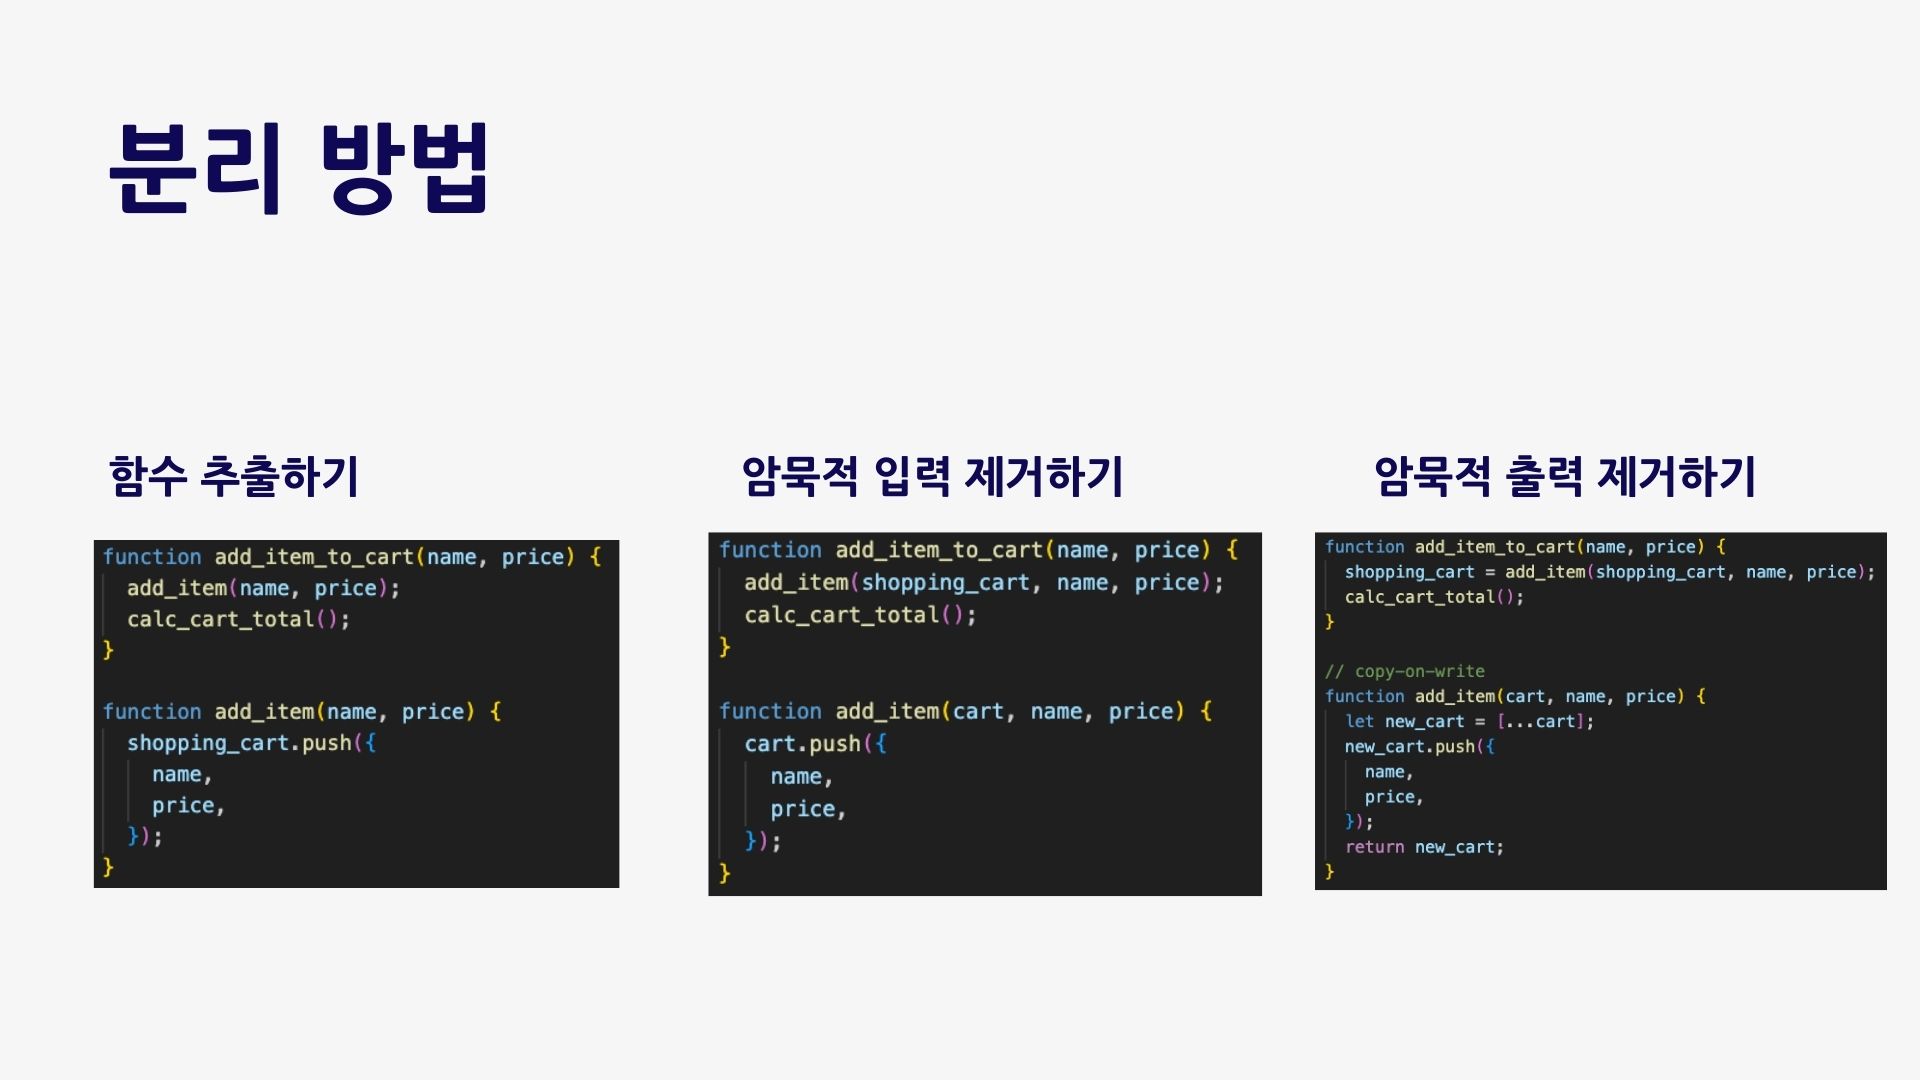 분리 방법
함수 추출하기
function add_item_to_cart(name, price) {
  add_item(name, price);
  calc_cart_total();
}

function add_item(name, price) {
  shopping_cart.push({
    name,
    price,
  });
}
암묵적 입력 제거하기
function add_item_to_cart(name, price) {
  add_item(shopping_cart, name, price);
  calc_cart_total();
}

function add_item(cart, name, price) {
  cart.push({
    name,
    price,
  });
}
암묵적 출력 제거하기
function add_item_to_cart(name, price) {
  shopping_cart = add_item(shopping_cart, name, price);
  calc_cart_total();
}

// copy-on-write
function add_item(cart, name, price) {
  let new_cart = [...cart];
  new_cart.push({
    name,
    price,
  });
  return new_cart;
}